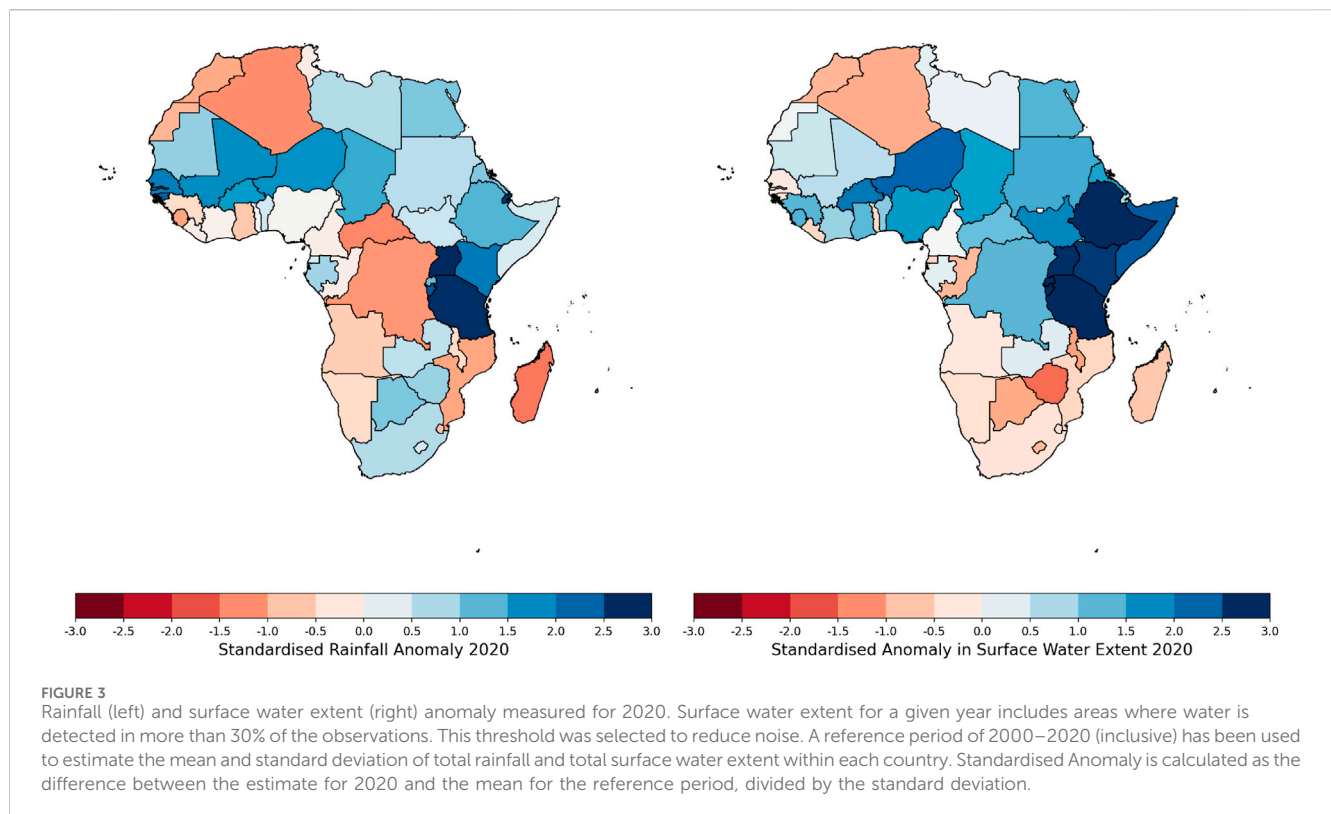 -3.0 -2.5 -2.0 -1.5 -1.0 -0.5 0.0 0.5 1.0 1.5 2.0 2.5 3.0
Standardised Rainfall Anomaly 2020
-3.0 -2.5 -2.0 -1.5 -1.0 -0.5 0.0 0.5 1.0 1.5 2.0 2.5 3.0
Standardised Anomaly in Surface Water Extent 2020
FIGURE 3
Rainfall (left) and surface water extent (right) anomaly measured for 2020. Surface water extent for a given year includes areas where water is
detected in more than 30% of the observations. This threshold was selected to reduce noise. A reference period of 2000–2020 (inclusive) has been used
to estimate the mean and standard deviation of total rainfall and total surface water extent within each country. Standardised Anomaly is calculated as the
difference between the estimate for 2020 and the mean for the reference period, divided by the standard deviation.